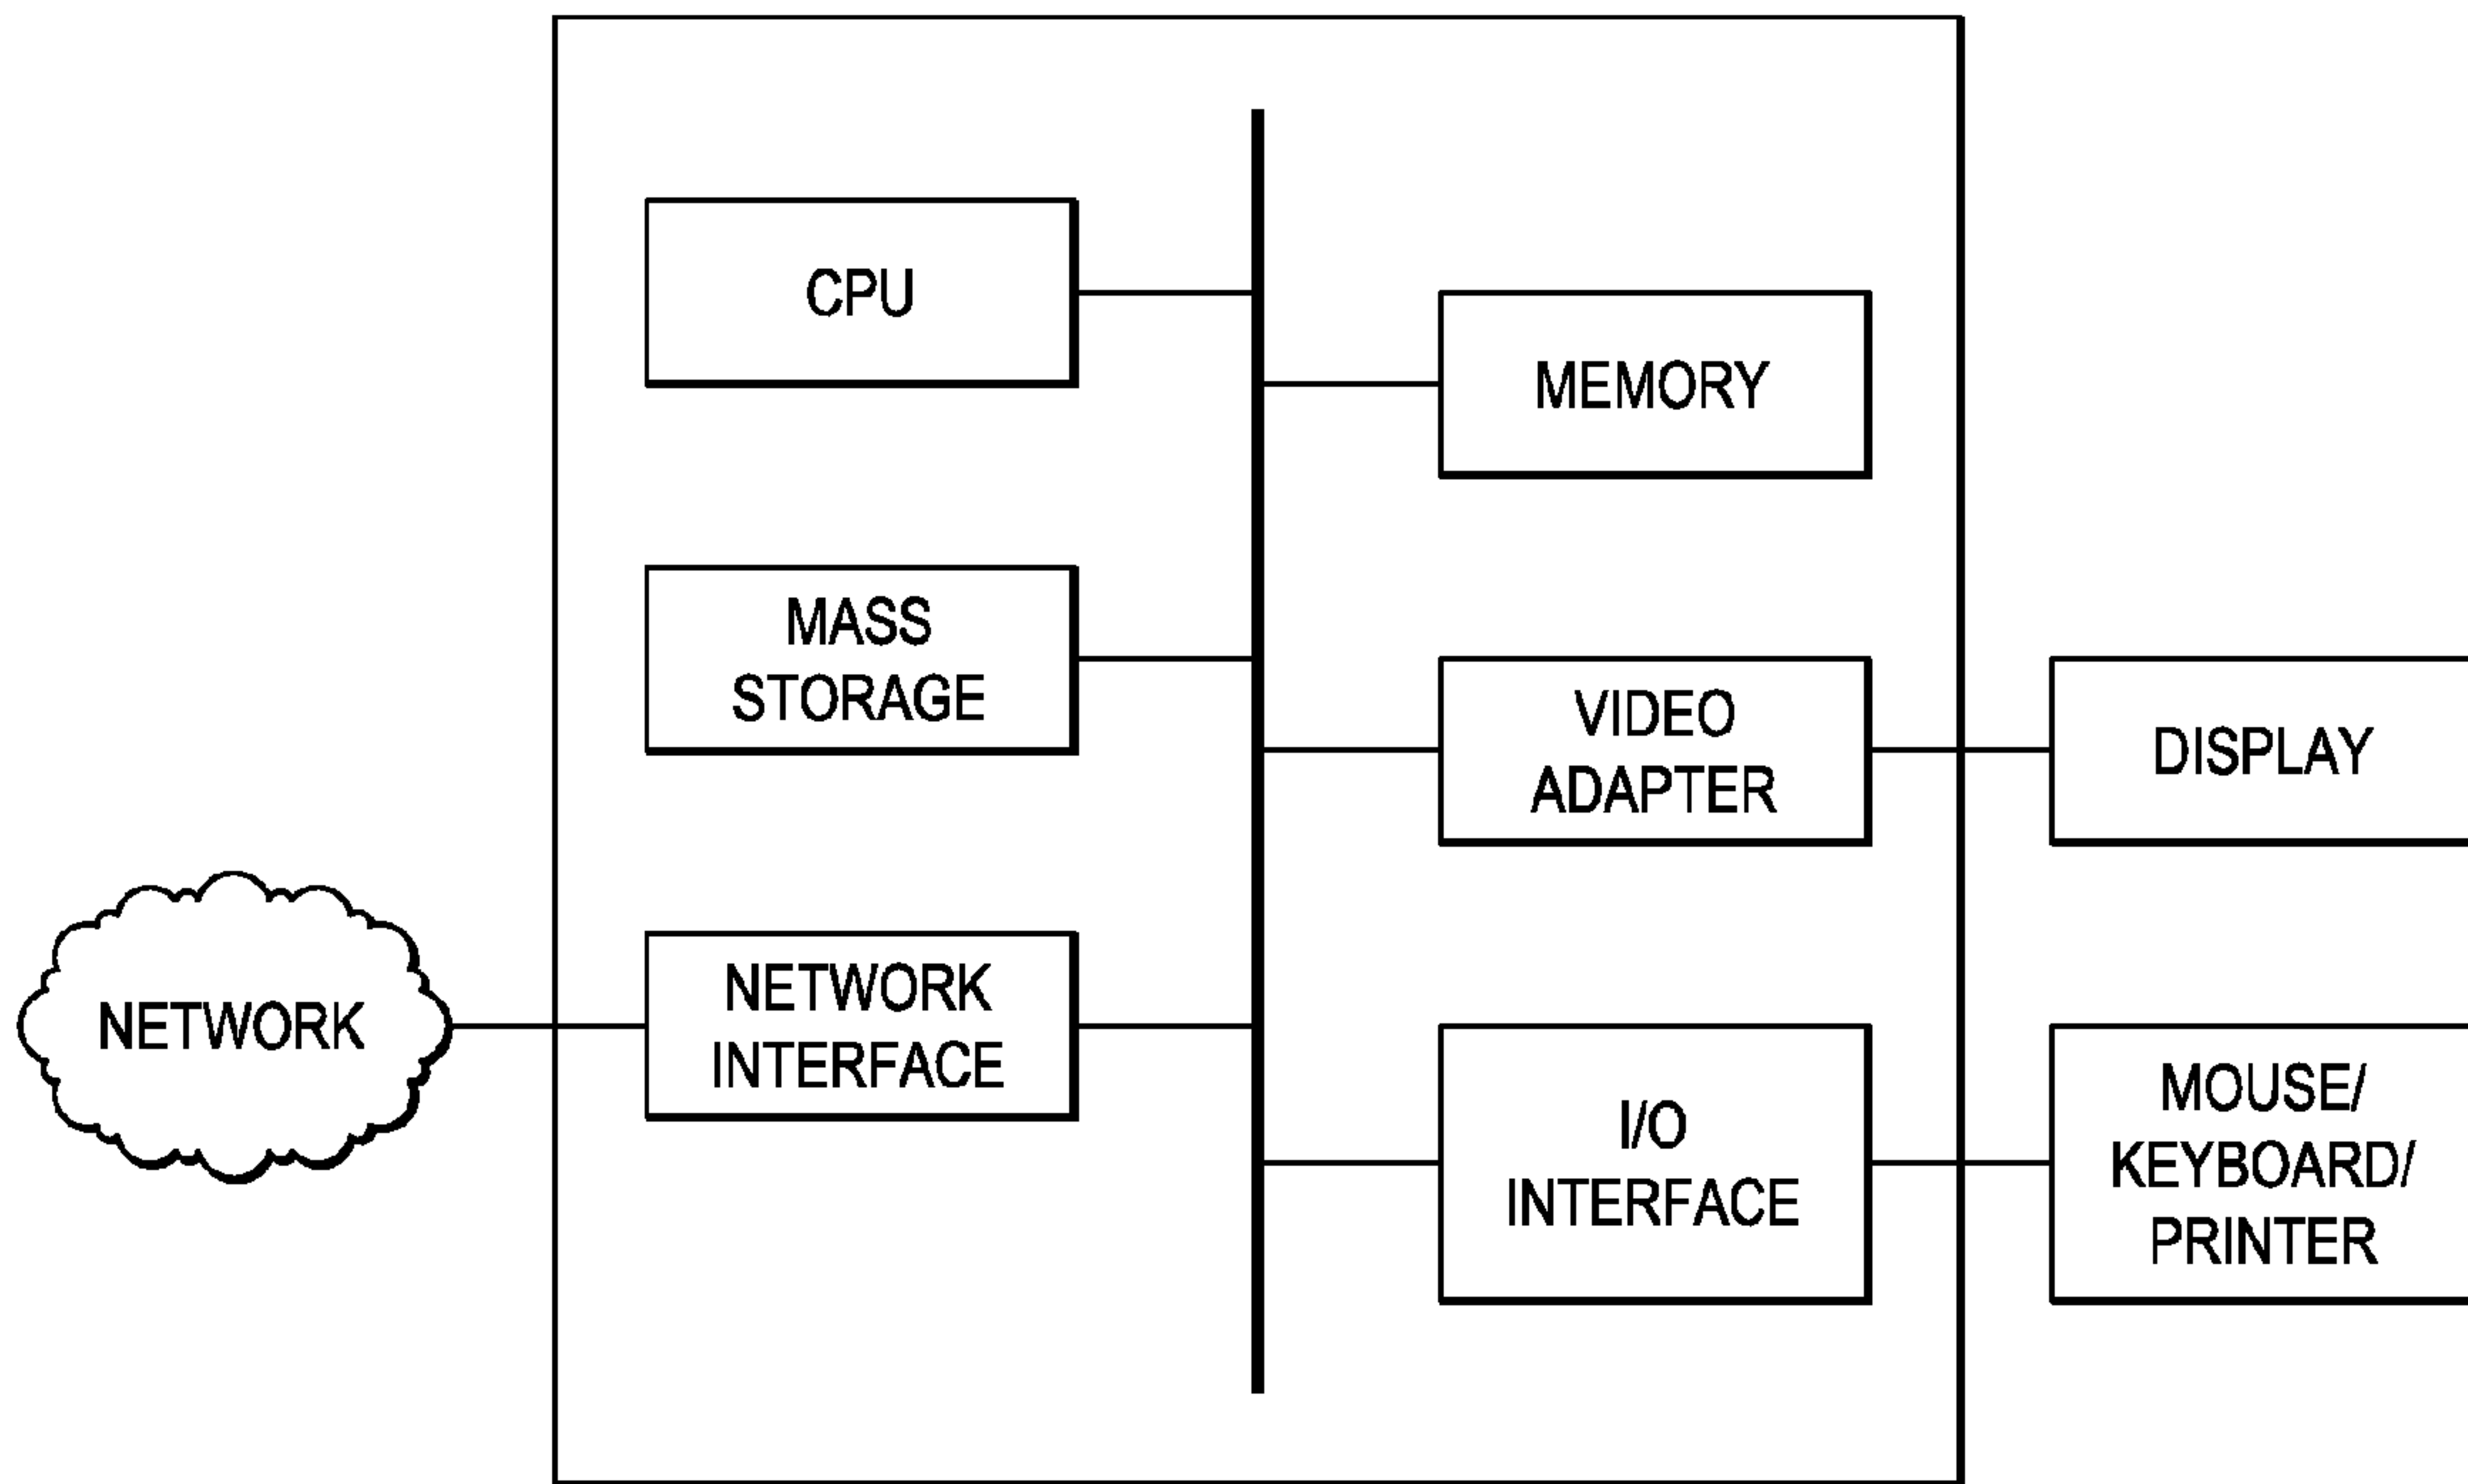 CPU
MEMORY
MASS
STORAGE
VIDEO
ADAPTER
DISPLAY
NETWORK
NETWORK
INTERFACE
I/O
INTERFACE
MOUSE/
KEYBOARD/
PRINTER